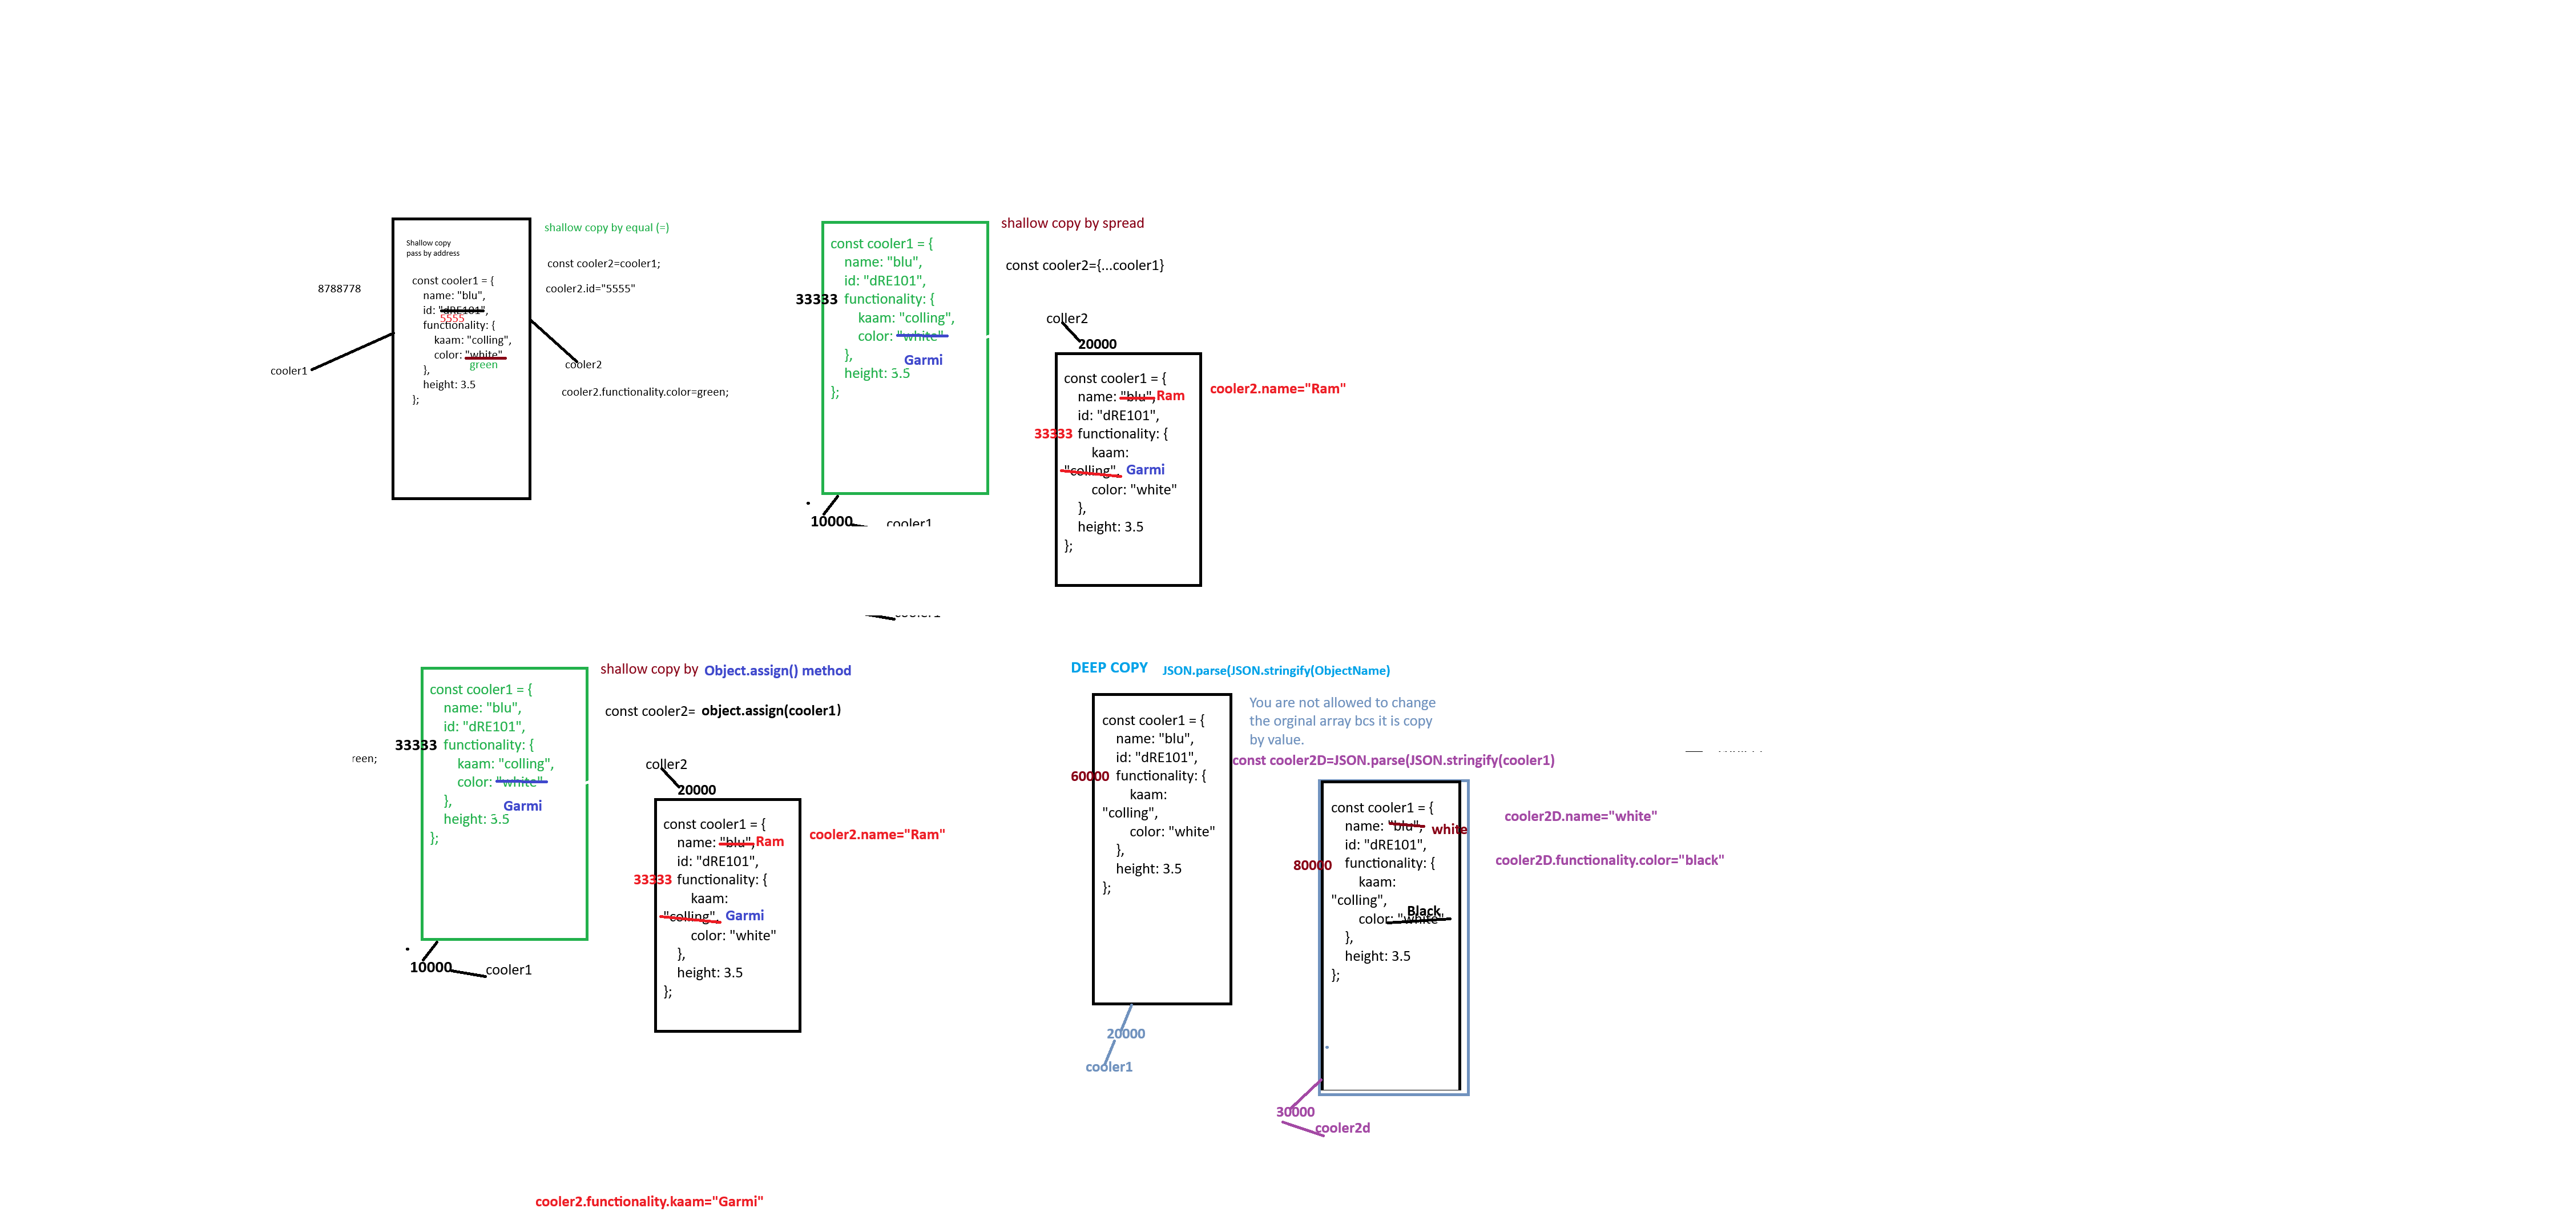 Shallow copy
pass by address
const cooler1 = {
name: "blu",
id: "dRE101",
5555
functionality: {
kaam: "colling",
color: "white"
green
},
height: 3.5
};
8788778
cooler1
shallow copy by equal (=)
const cooler2=cooler1;
cooler2.id="5555"
cooler2
cooler2.functionality.color=green;
const cooler1 = {
name: "blu",
id: "dRE101",
33333 functionality: {
kaam: "colling",
color: "white"
},
Garmi
height: 3.5
};
10000
cooler1
shallow copy by spread
const cooler2={...cooler1}
coller2
20000
const cooler1 = {
name: "blu", Ram
id: "dRE101",
33333 functionality: {
kaam:
"colling", Garmi
color: "white"
},
height: 3.5
};
cooler2.name="Ram"
cooler1
shallow copy by Object.assign() method
const cooler2= object.assign(cooler1)
const cooler1 = {
name: "blu",
id: "dRE101",
33333 functionality: {
kaam: "colling",
color: "white"
},
Garmi
height: 3.5
};
reen;
10000
cooler1
coller2
20000
const cooler1 = {
name: "blu", Ram
id: "dRE101",
33333 functionality: {
kaam:
"colling", Garmi
color: "white"
},
height: 3.5
};
cooler2.name="Ram"
cooler2.functionality.kaam="Garmi"
DEEP COPY JSON.parse(JSON.stringify(ObjectName)
You are not allowed to change
the orginal array bcs it is copy
by value.
const cooler2D=JSON.parse(JSON.stringify(cooler1)
const cooler1 = {
name: "blu",
id: "dRE101",
60000 functionality: {
kaam:
"colling",
color: "white"
},
height: 3.5
};
20000
cooler1
const cooler1 = {
name: "blu", white
id: "dRE101",
80000 functionality: {
kaam:
"colling",
Black
color: "white"
},
height: 3.5
};
30000
cooler2d
cooler2D.name="white"
cooler2D.functionality.color="black"